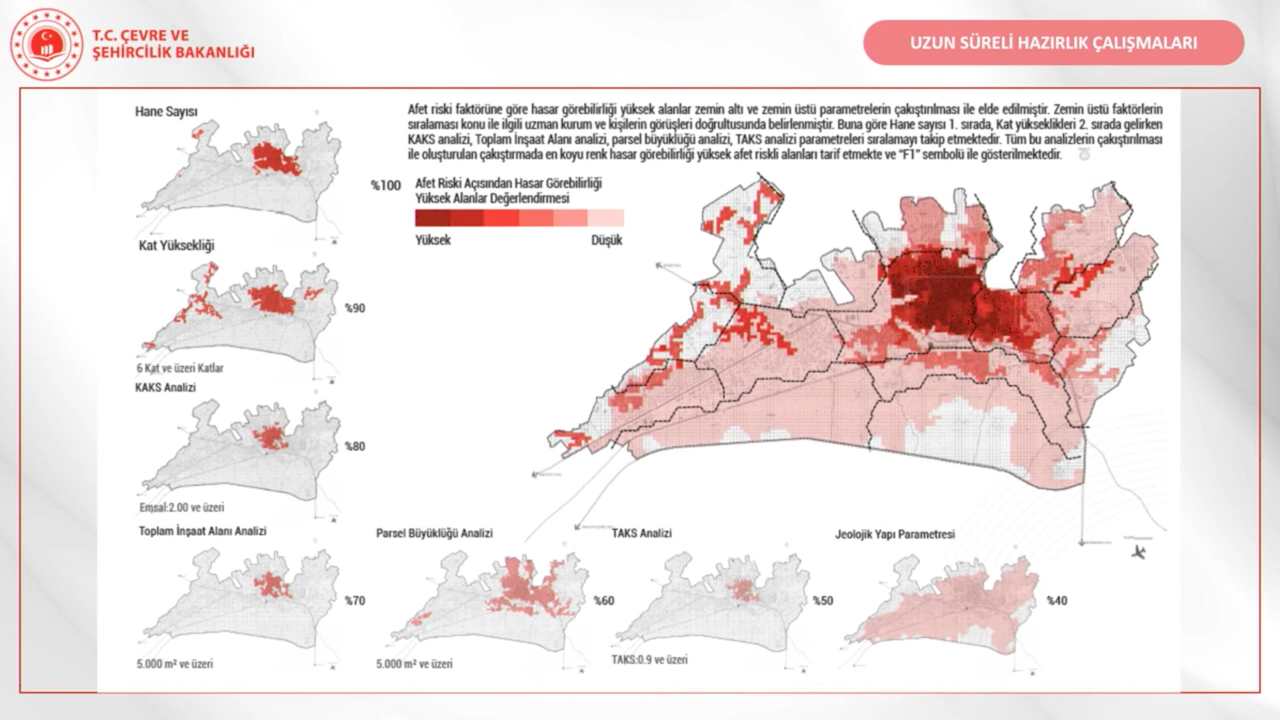 T.C. ÇEVRE VE
ŞEHİRCİLİK BAKANLIĞI
UZUN SÜRELİ HAZIRLIK ÇALIŞMALARI
Hane Sayısı
Afet riski faktörüne göre hasar görebilirliği yüksek alanlar zemin altı ve zemin üstü parametrelerin çakıştırılması ile elde edilmiştir. Zemin üstü faktörlerin
sıralaması konu ile ilgili uzman kurum ve kişilerin görüşleri doğrultusunda belirlenmiştir. Buna göre Hane sayısı 1. sırada, Kat yükseklikleri 2. sırada gelirken
KAKS analizi, Toplam İnşaat Alanı analizi, parsel büyüklüğü analizi, TAKS analizi parametreleri sıralamayı takip etmektedir. Tüm bu analizlerin çakıştırılması
ile oluşturulan çakıştırmada en koyu renk hasar görebilirliği yüksek afet riskli alanları tarif etmekte ve "F1" sembolü ile gösterilmektedir.
%100
Afet Riski Açısından Hasar Görebilirliği
Yüksek Alanlar Değerlendirmesi
Yüksek
Düşük
Kat Yüksekliği
%90
6 Kat ve üzeri Katlar
KAKS Analizi
%80
Emsal:2.00 ve üzeri
Toplam İnşaat Alanı Analizi
%70
5.000 m² ve üzeri
Parsel Büyüklüğü Analizi
%60
5.000 m² ve üzeri
TAKS Analizi
%50
TAKS:0.9 ve üzeri
Jeolojik Yapı Parametresi
%40